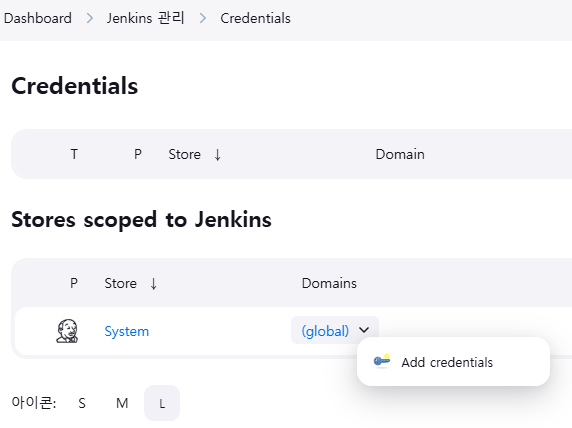 Dashboard > Jenkins 관리 > Credentials
Credentials
T P Store ↓ Domain
Stores scoped to Jenkins
P Store ↓ Domains
System (global)
Add credentials
아이콘: S M L